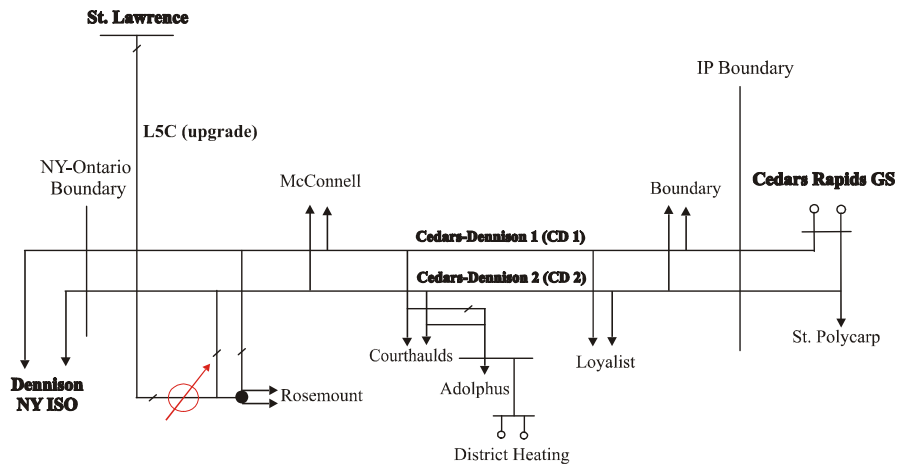 St. Lawrence
IP Boundary
L5C (upgrade)
NY-Ontario
Boundary
McConnell
Boundary
Cedars Rapids GS
Cedars-Dennison 1 (CD 1)
Cedars-Dennison 2 (CD 2)
St. Polycarp
Courthaulds
Loyalist
Dennison
NY ISO
Rosemount
Adolphus
District Heating